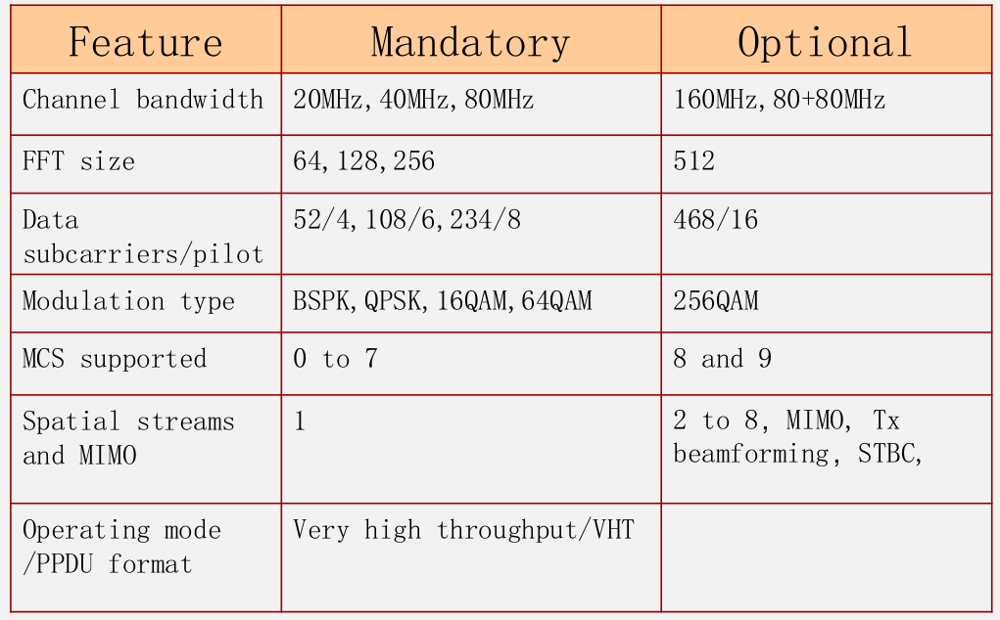 Feature Mandatory Optional
Channel bandwidth 20MHz,40MHz,80MHz 160MHz,80+80MHz
FFT size 64,128,256 512
Data 52/4,108/6,234/8 468/16
subcarriers/pilot
Modulation type BSPK,QPSK,16QAM,64QAM 256QAM
MCS supported 0 to 7 8 and 9
Spatial streams 1 2 to 8, MIMO, Tx
and MIMO beamforming, STBC,
Operating mode Very high throughput/VHT
/PPDU format